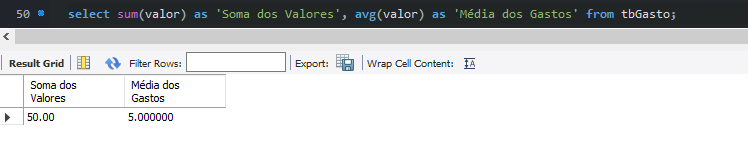 50 select sum(valor) as 'Soma dos Valores', avg(valor) as 'Média dos Gastos' from tbGasto;
Result Grid Filter Rows: Export: Wrap Cell Content: IA
Soma dos Valores Média dos Gastos
50.00 5.000000